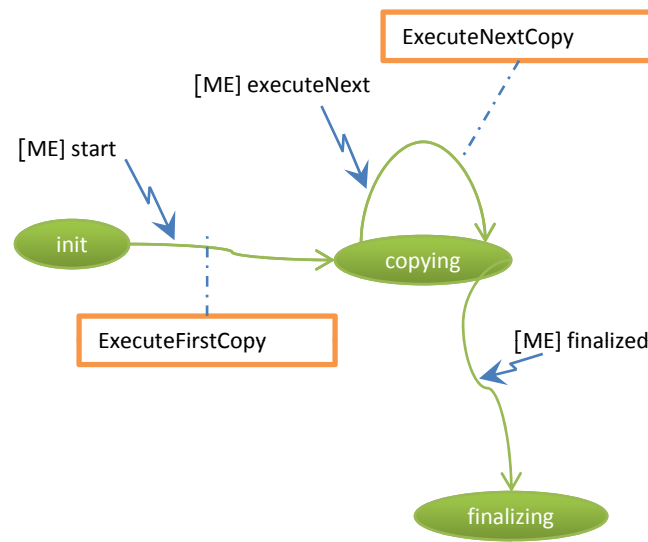 ExecuteNextCopy
[ME] executeNext
[ME] start
init
copying
ExecuteFirstCopy
[ME] finalized
finalizing